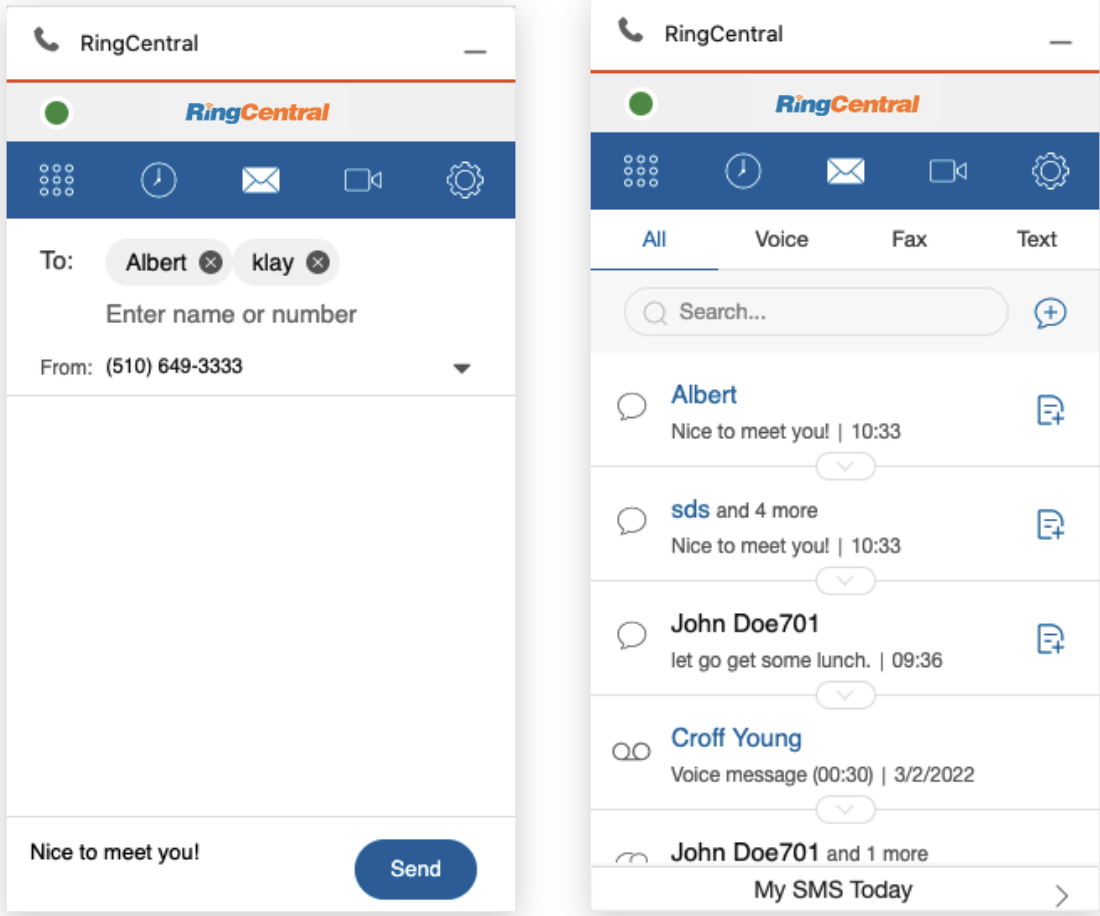 RingCentral
RingCentral
To: Albert klay
Enter name or number
From: (510) 649-3333
Nice to meet you!
Send
RingCentral
RingCentral
All Voice Fax Text
Search...
Albert
Nice to meet you! | 10:33
sds and 4 more
Nice to meet you! | 10:33
John Doe701
let go get some lunch. | 09:36
Croff Young
Voice message (00:30) | 3/2/2022
John Doe701 and 1 more
My SMS Today